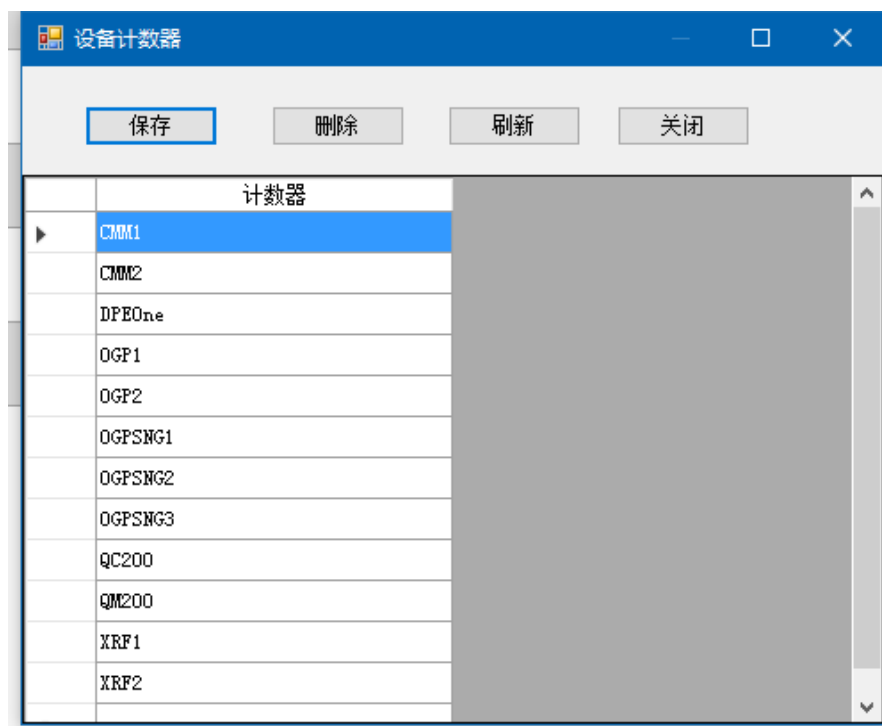 设备计数器
保存 删除 刷新 关闭
计数器
CMM1
CMM2
DPEOne
OGP1
OGP2
OGPSNG1
OGPSNG2
OGPSNG3
QC200
QM200
XRF1
XRF2